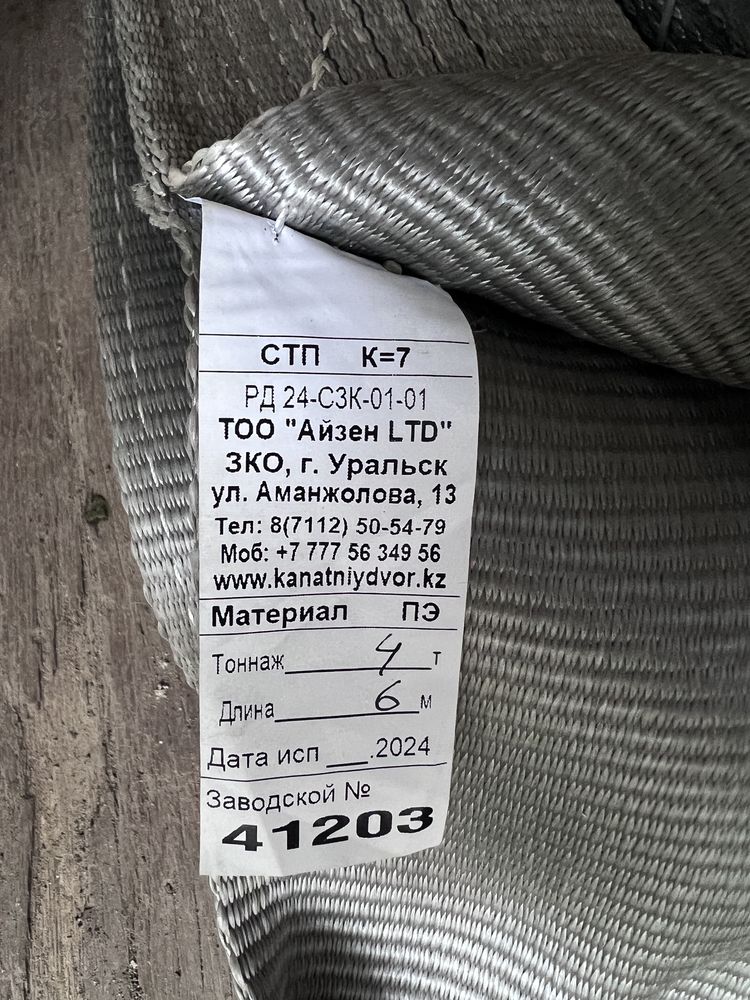 СТП К=7
РД 24-СЗК-01-01
ТОО "Айзен LTD"
ЗКО, г. Уральск
ул. Аманжолова, 13
Тел: 8(7112) 50-54-79
Моб: +7 777 56 349 56
www.kanatniydvor.kz
Материал ПЭ
Тоннаж 4 т
Длина 6 м
Дата исп ___.2024
Заводской №
41203